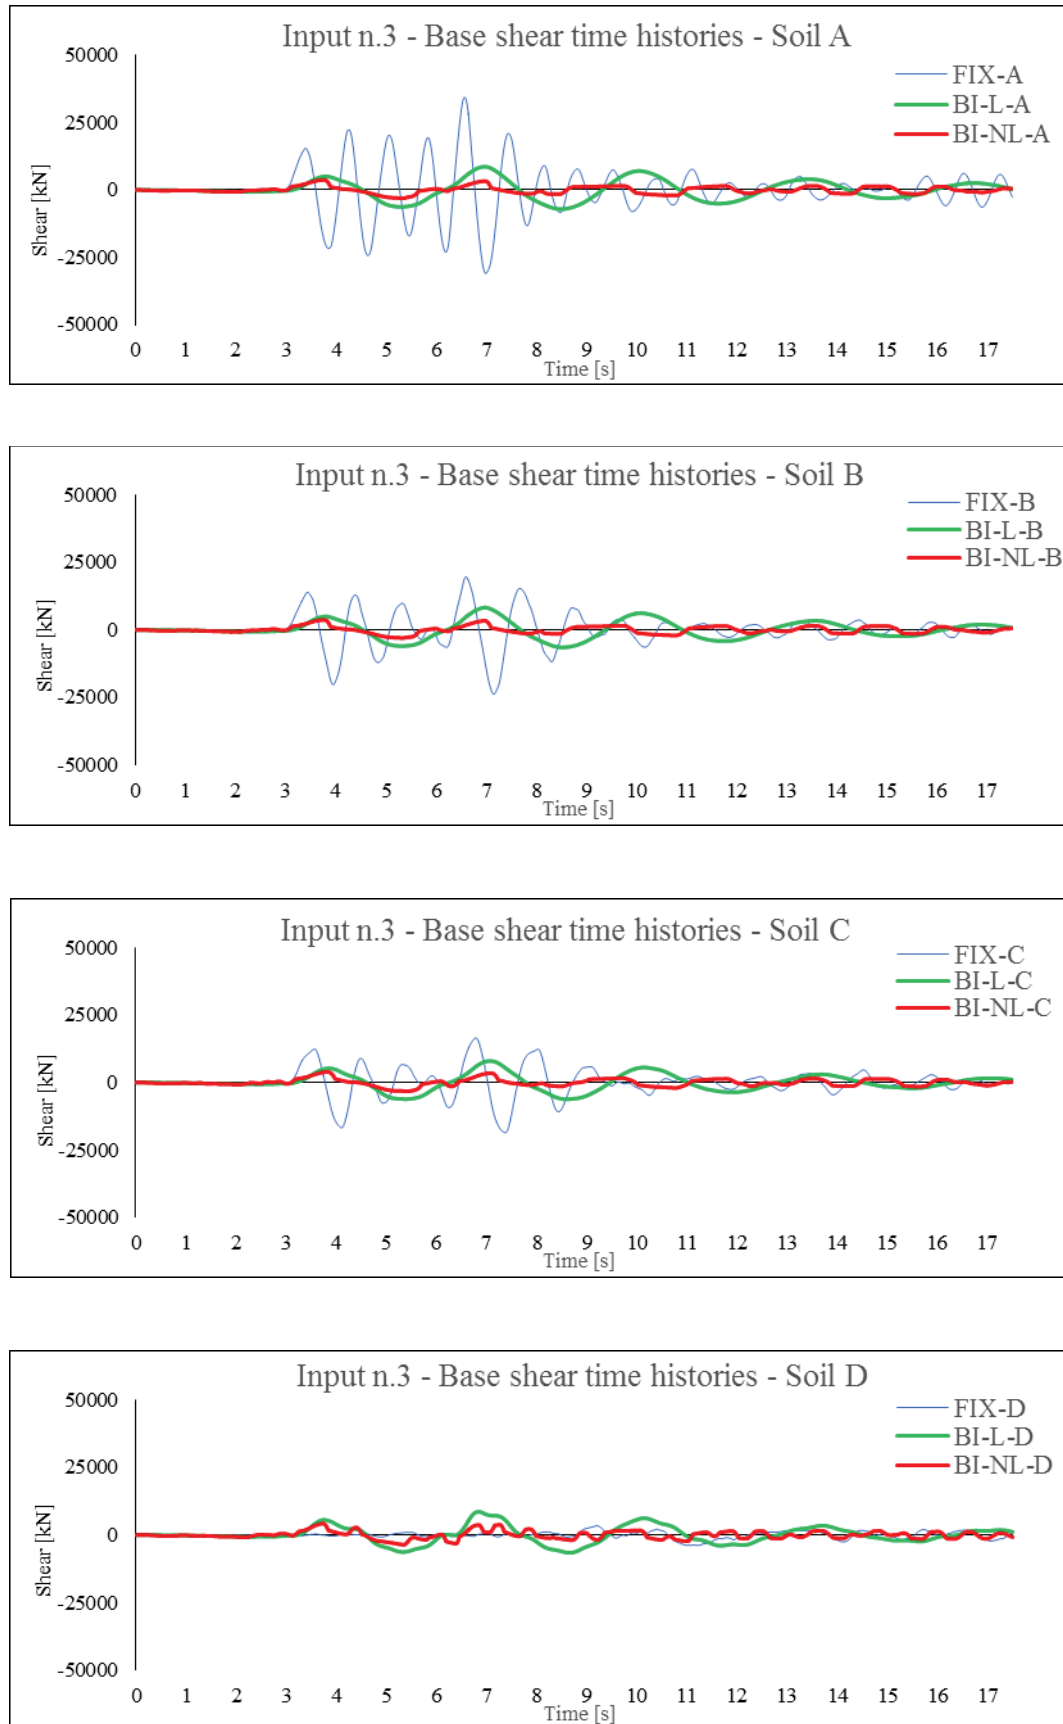 Input n.3 - Base shear time histories - Soil A
50000
25000
0
-25000
-50000
Shear [kN]
FIX-A
BI-L-A
BI-NL-A
0 1 2 3 4 5 6 7 8 9 10 11 12 13 14 15 16 17
Time [s]
Input n.3 - Base shear time histories - Soil B
50000
25000
0
-25000
-50000
Shear [kN]
FIX-B
BI-L-B
BI-NL-B
0 1 2 3 4 5 6 7 8 9 10 11 12 13 14 15 16 17
Time [s]
Input n.3 - Base shear time histories - Soil C
50000
25000
0
-25000
-50000
Shear [kN]
FIX-C
BI-L-C
BI-NL-C
0 1 2 3 4 5 6 7 8 9 10 11 12 13 14 15 16 17
Time [s]
Input n.3 - Base shear time histories - Soil D
50000
25000
0
-25000
-50000
Shear [kN]
FIX-D
BI-L-D
BI-NL-D
0 1 2 3 4 5 6 7 8 9 10 11 12 13 14 15 16 17
Time [s]